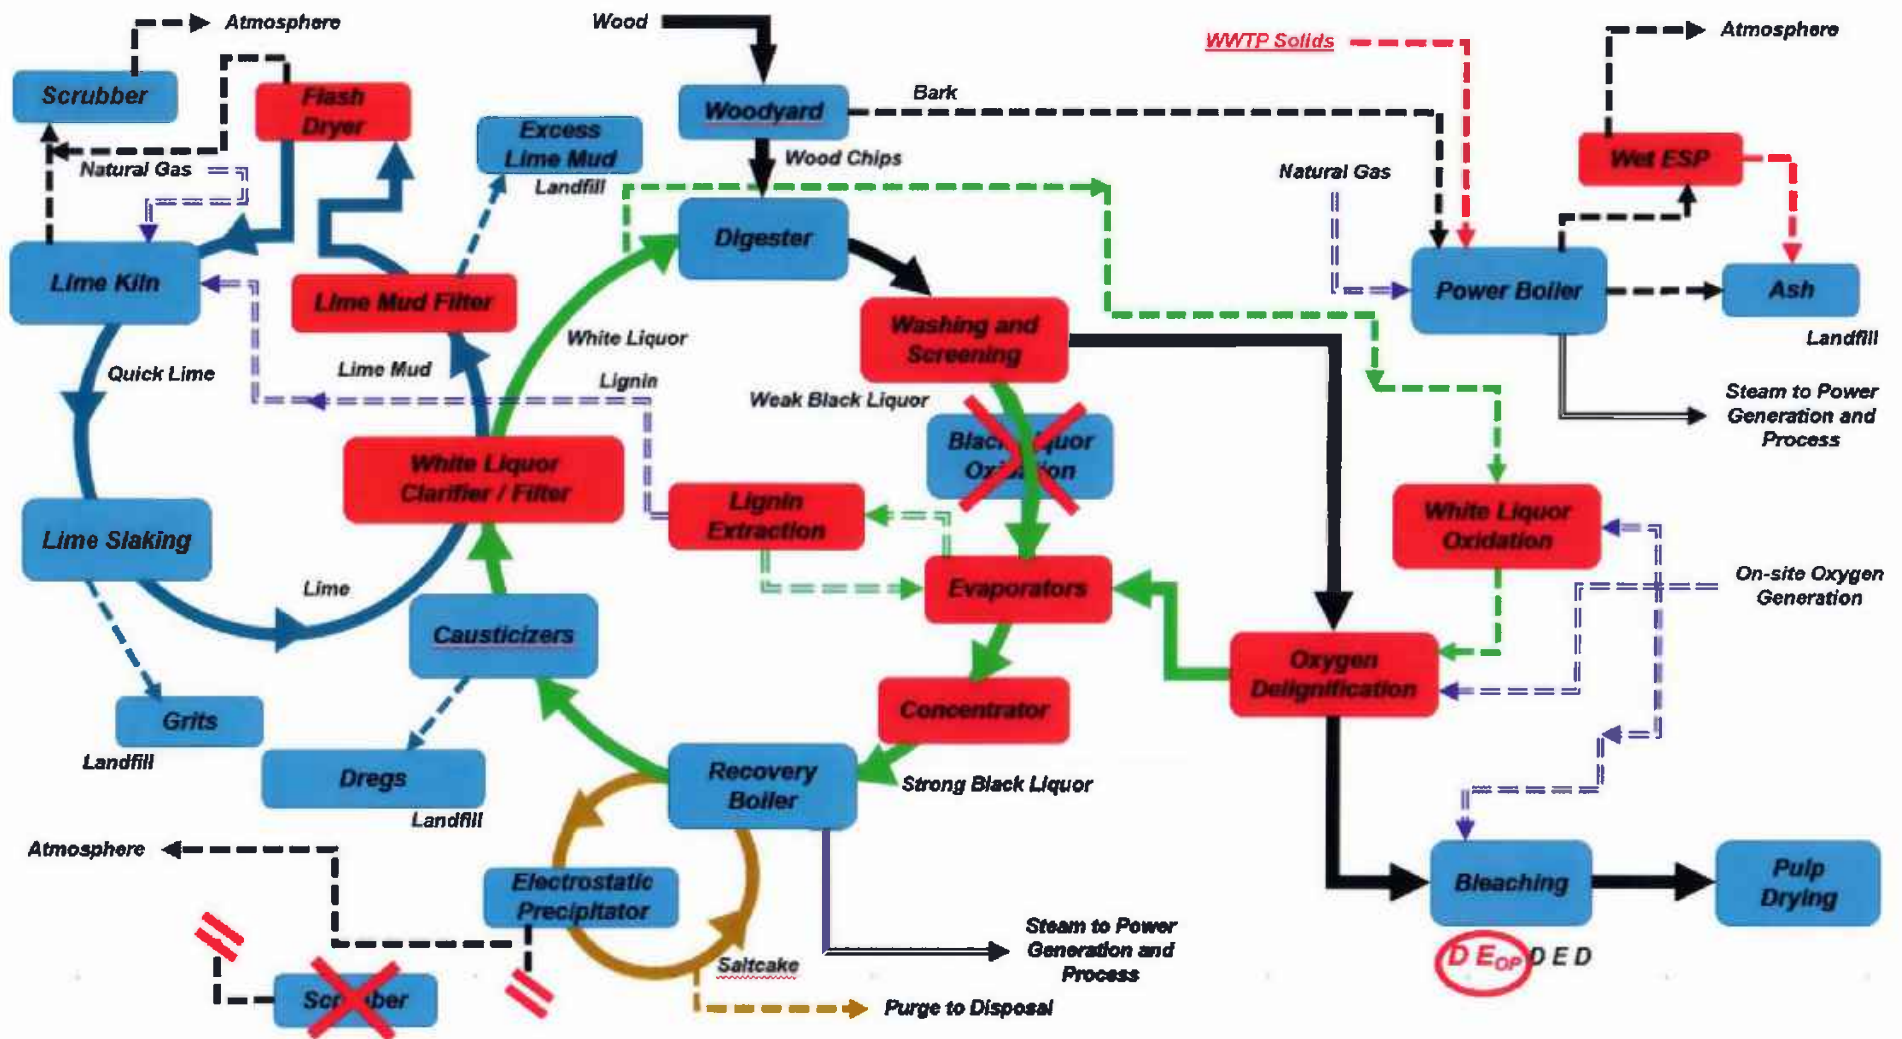 Atmosphere
Wood
WWTP Solids
Atmosphere
Scrubber
Flash
Dryer
Woodyard
Bark
Excess
Lime Mud
Landfill
Wood Chips
Wet ESP
Natural Gas
Natural Gas
Digester
Lime Kiln
Lime Mud Filter
Power Boiler
Ash
Landfill
Washing and
Screening
White Liquor
Quick Lime
Lime Mud
Lignin
Weak Black Liquor
Steam to Power
Generation and
Process
Black Liquor
Oxidation
White Liquor
Clarifier / Filter
Lignin
Extraction
White Liquor
Oxidation
Lime Slaking
Lime
Evaporators
On-site Oxygen
Generation
Causticizers
Oxygen
Delignification
Concentrator
Grits
Landfill
Dregs
Landfill
Recovery
Boiler
Strong Black Liquor
Atmosphere
Electrostatic
Precipitator
Bleaching
Pulp
Drying
D EOP D E D
Saltcake
Steam to Power
Generation and
Process
Scrubber
Purge to Disposal